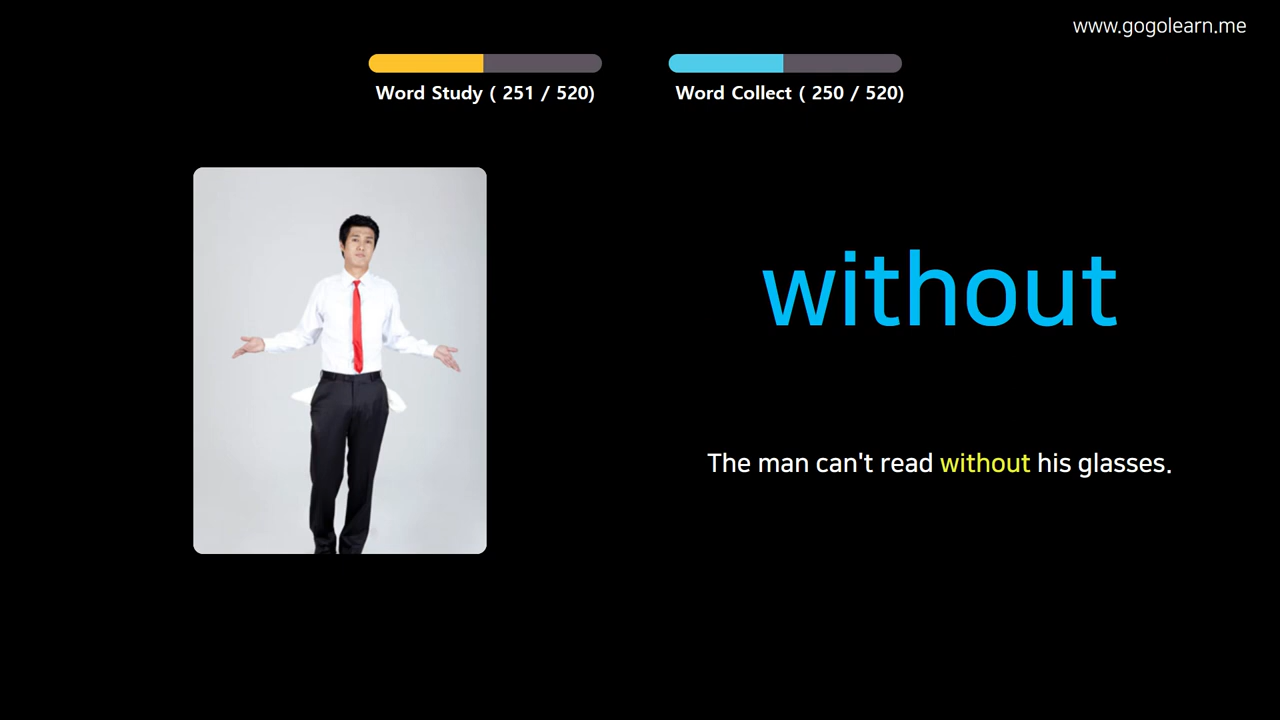 www.gogolearn.me
Word Study ( 251 / 520)
Word Collect ( 250 / 520)
without
The man can't read without his glasses.